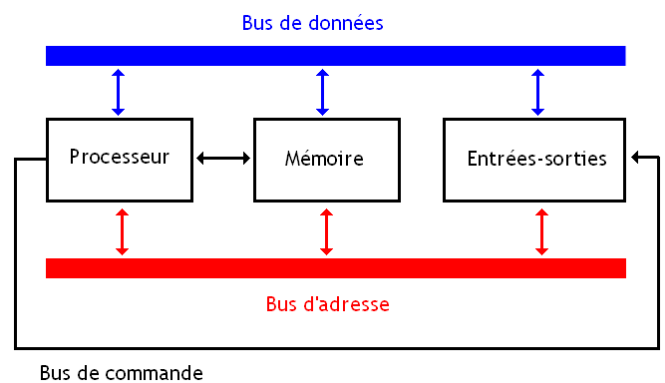 Bus de données
Processeur
Mémoire
Entrées-sorties
Bus d'adresse
Bus de commande